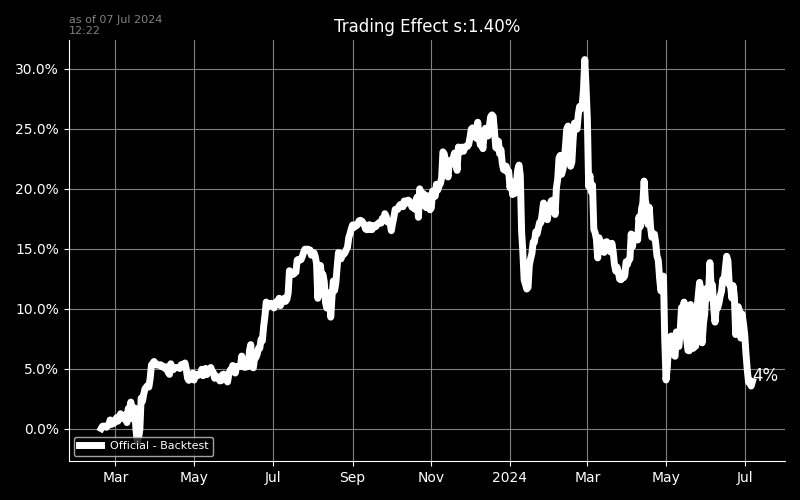 as of 07 Jul 2024
12:22
Trading Effect s:1.40%
30.0%
25.0%
20.0%
15.0%
10.0%
5.0%
0.0%
4%
Official - Backtest
Mar May Jul Sep Nov 2024 Mar May Jul